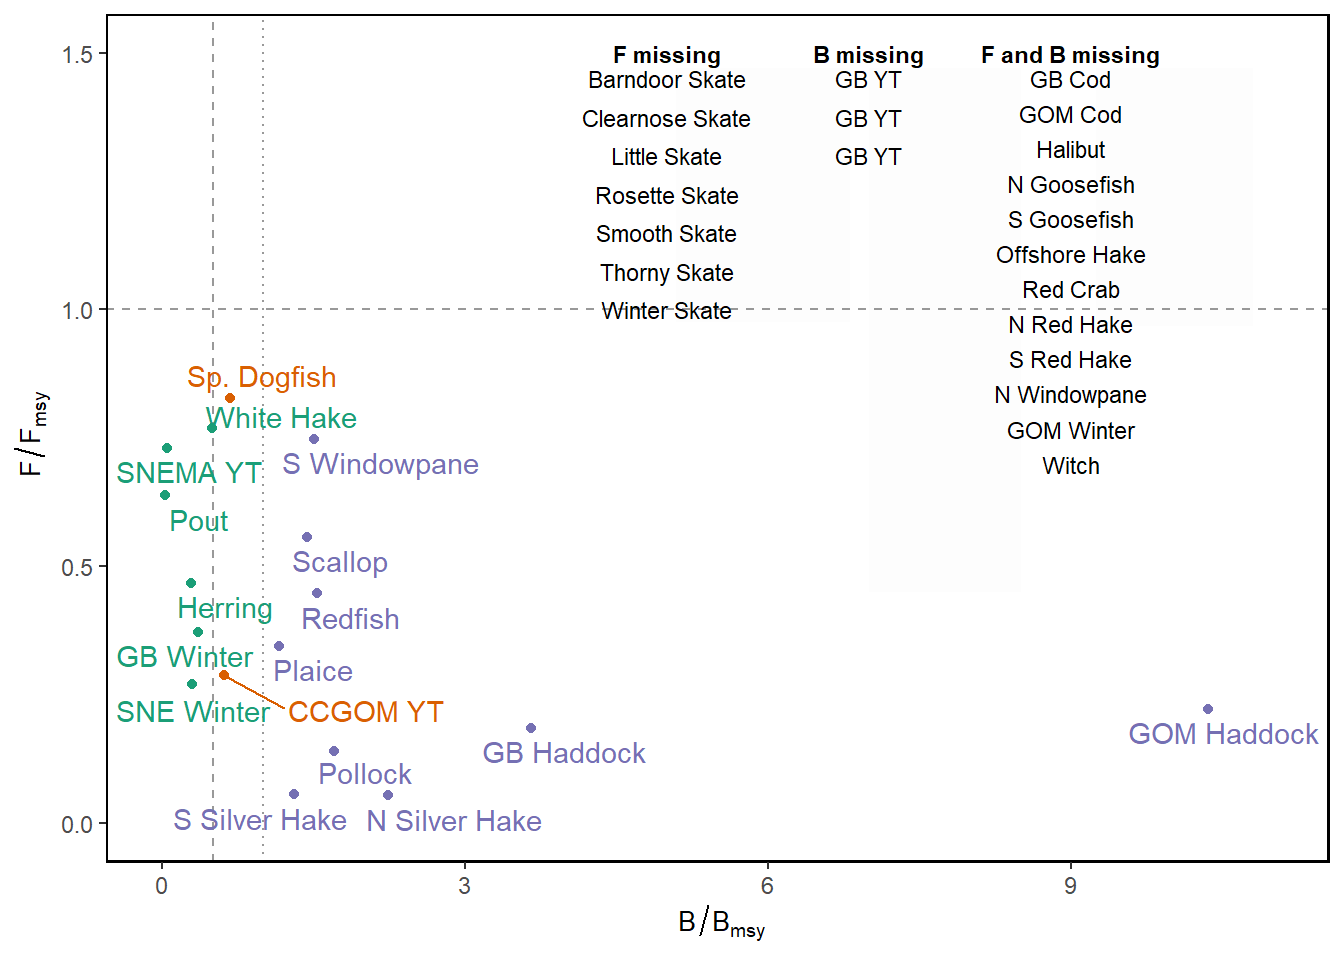 1.5
F missing B missing F and B missing
Barndoor Skate GB YT GB Cod
Clearnose Skate GB YT GOM Cod
Little Skate GB YT Halibut
Rosette Skate N Goosefish
Smooth Skate S Goosefish
Thorny Skate Offshore Hake
Winter Skate Red Crab
1.0
N Red Hake
S Red Hake
N Windowpane
GOM Winter
Witch
Sp. Dogfish
White Hake
S Windowpane
SNEMA YT
Pout
F/Fmsy
0.5
Scallop
Herring
Redfish
GB Winter
Plaice
SNE Winter CCGOM YT
GOM Haddock
GB Haddock
Pollock
S Silver Hake N Silver Hake
0.0
0 3 6 9
B/Bmsy